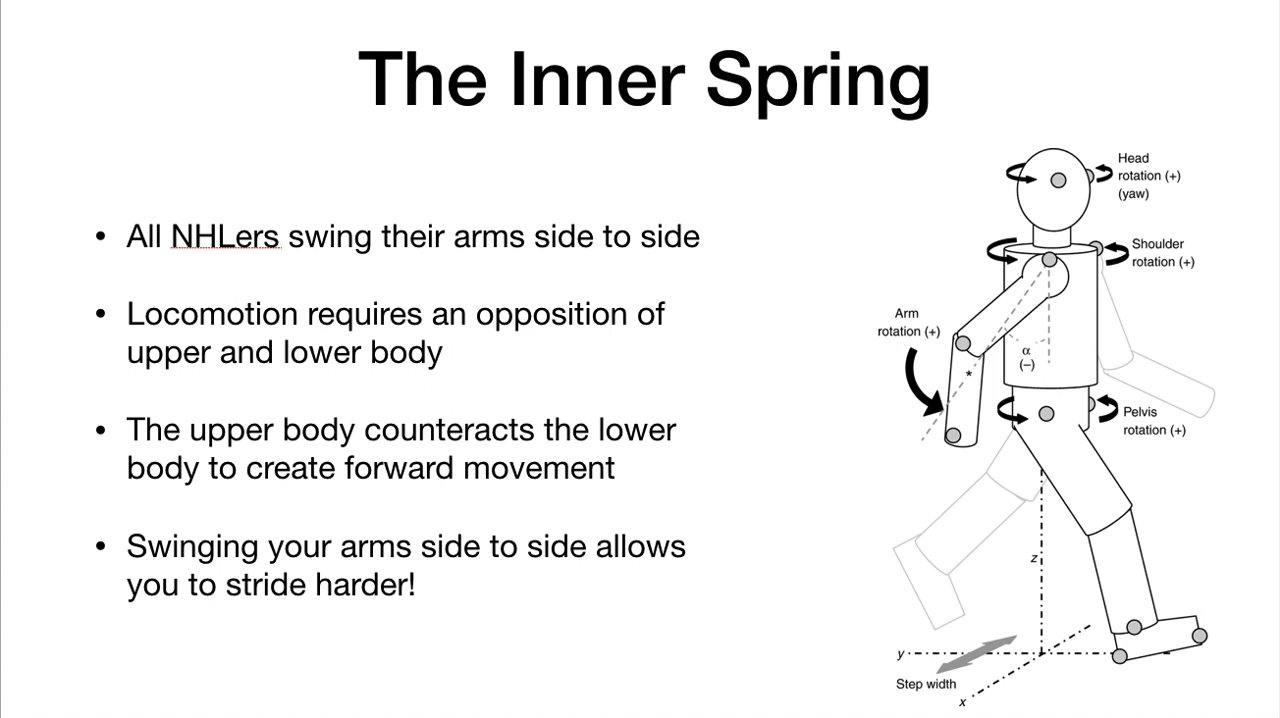 The Inner Spring
• All NHLers swing their arms side to side
• Locomotion requires an opposition of
upper and lower body
• The upper body counteracts the lower
body to create forward movement
• Swinging your arms side to side allows
you to stride harder!
Head
rotation (+)
(yaw)
Shoulder
rotation (+)
Arm
rotation (+)
α
(–)
*
Pelvis
rotation (+)
z
y
Step width
x